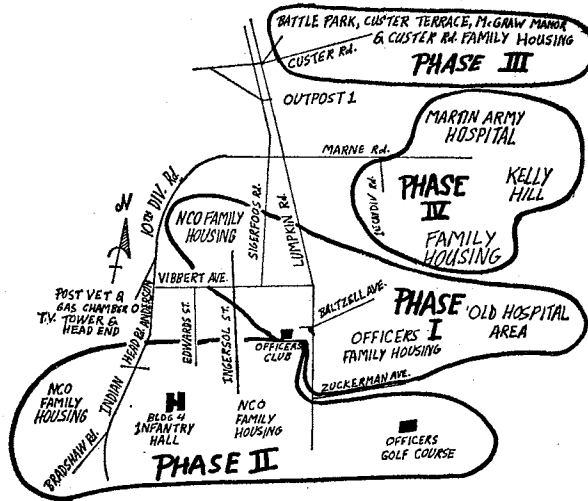 BATTLE PARK, CUSTER TERRACE, McGRAW MANOR
& CUSTER Rd. FAMILY HOUSING
PHASE III
CUSTER Rd.
OUTPOST 1
MARTIN ARMY
HOSPITAL
MARNE Rd.
KELLY
HILL
PHASE
IV
FAMILY
HOUSING
10TH DIV. Rd.
N
NCO FAMILY
HOUSING
SIGERFOOS Rd.
LUMPKIN Rd.
VIBBERT AVE.
POST VET &
GAS CHAMBER O
T.V. TOWER &
HEAD END
INDIAN HEAD Rd.
ANDERSON
EDWARDS ST.
INGERSOL ST.
BALTZELL AVE.
OFFICERS
CLUB
PHASE
I
OLD HOSPITAL
AREA
OFFICERS
FAMILY HOUSING
ZUCKERMAN AVE.
NCO
FAMILY
HOUSING
BRADSHAW Rd.
BLDG 4
INFANTRY
HALL
NCO
FAMILY
HOUSING
OFFICERS
GOLF COURSE
PHASE II